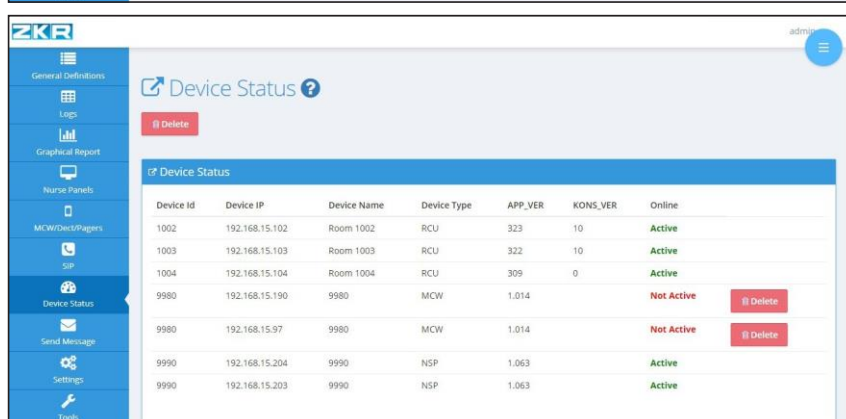 ZKR
admin
General Definitions
Logs
Graphical Report
Nurse Panels
MCW/Dect/Pagers
SIP
Device Status
Send Message
Settings
Tools
Device Status ?
Delete
Device Status
Device Id Device IP Device Name Device Type APP_VER KONS_VER Online
1002 192.168.15.102 Room 1002 RCU 323 10 Active
1003 192.168.15.103 Room 1003 RCU 322 10 Active
1004 192.168.15.104 Room 1004 RCU 309 0 Active
9980 192.168.15.190 9980 MCW 1.014 Not Active Delete
9980 192.168.15.97 9980 MCW 1.014 Not Active Delete
9990 192.168.15.204 9990 NSP 1.063 Active
9990 192.168.15.203 9990 NSP 1.063 Active